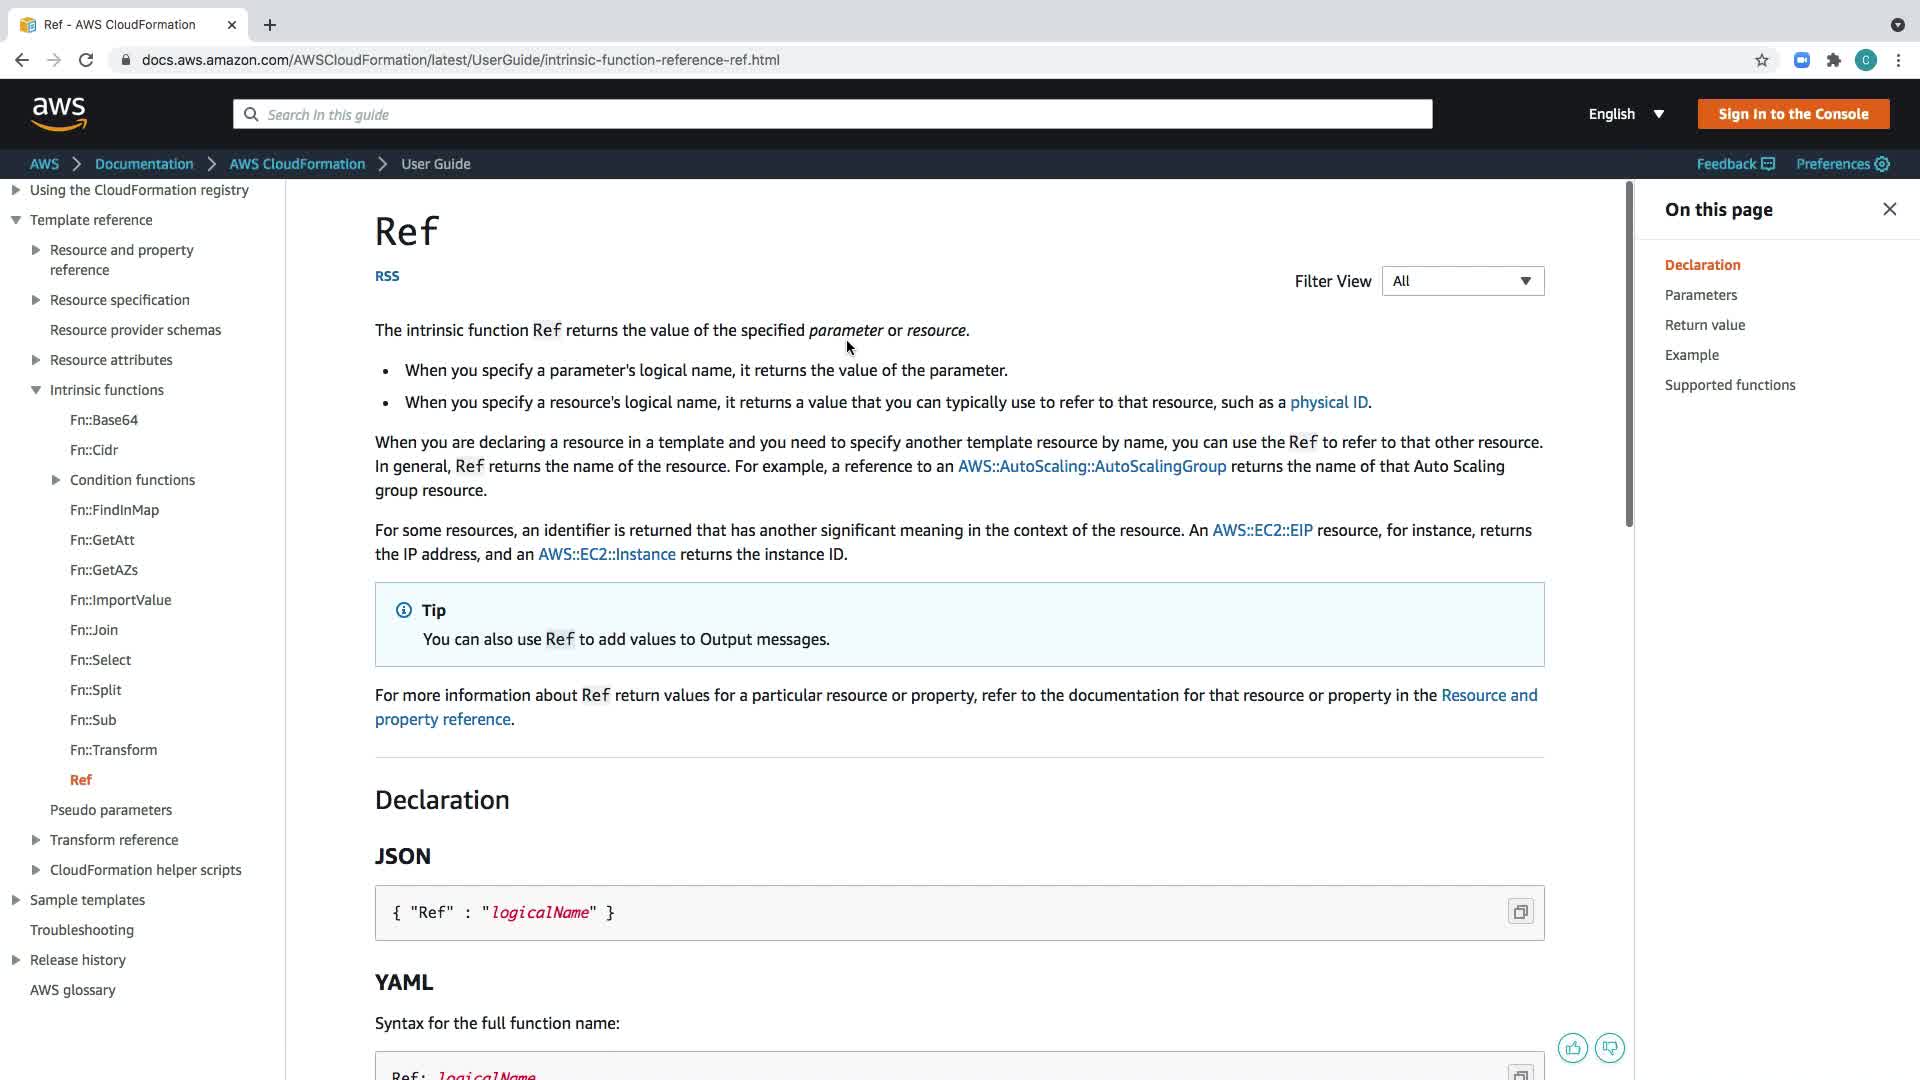 Ref - AWS CloudFormation
docs.aws.amazon.com/AWSCloudFormation/latest/UserGuide/intrinsic-function-reference-ref.html
C
aws
Search in this guide
English
Sign In to the Console
AWS
Documentation
AWS CloudFormation
User Guide
Feedback
Preferences
Using the CloudFormation registry
Template reference
Resource and property
reference
Resource specification
Resource provider schemas
Resource attributes
Intrinsic functions
Fn::Base64
Fn::Cidr
Condition functions
Fn::FindInMap
Fn::GetAtt
Fn::GetAZs
Fn::ImportValue
Fn::Join
Fn::Select
Fn::Split
Fn::Sub
Fn::Transform
Ref
Pseudo parameters
Transform reference
CloudFormation helper scripts
Sample templates
Troubleshooting
Release history
AWS glossary
Ref
RSS
Filter View
All
The intrinsic function Ref returns the value of the specified parameter or resource.
• When you specify a parameter's logical name, it returns the value of the parameter.
• When you specify a resource's logical name, it returns a value that you can typically use to refer to that resource, such as a physical ID.
When you are declaring a resource in a template and you need to specify another template resource by name, you can use the Ref to refer to that other resource.
In general, Ref returns the name of the resource. For example, a reference to an AWS::AutoScaling::AutoScalingGroup returns the name of that Auto Scaling
group resource.
For some resources, an identifier is returned that has another significant meaning in the context of the resource. An AWS::EC2::EIP resource, for instance, returns
the IP address, and an AWS::EC2::Instance returns the instance ID.
Tip
You can also use Ref to add values to Output messages.
For more information about Ref return values for a particular resource or property, refer to the documentation for that resource or property in the Resource and
property reference.
Declaration
JSON
{ "Ref" : "logicalName" }
YAML
Syntax for the full function name:
Ref: logicalName
On this page
Declaration
Parameters
Return value
Example
Supported functions